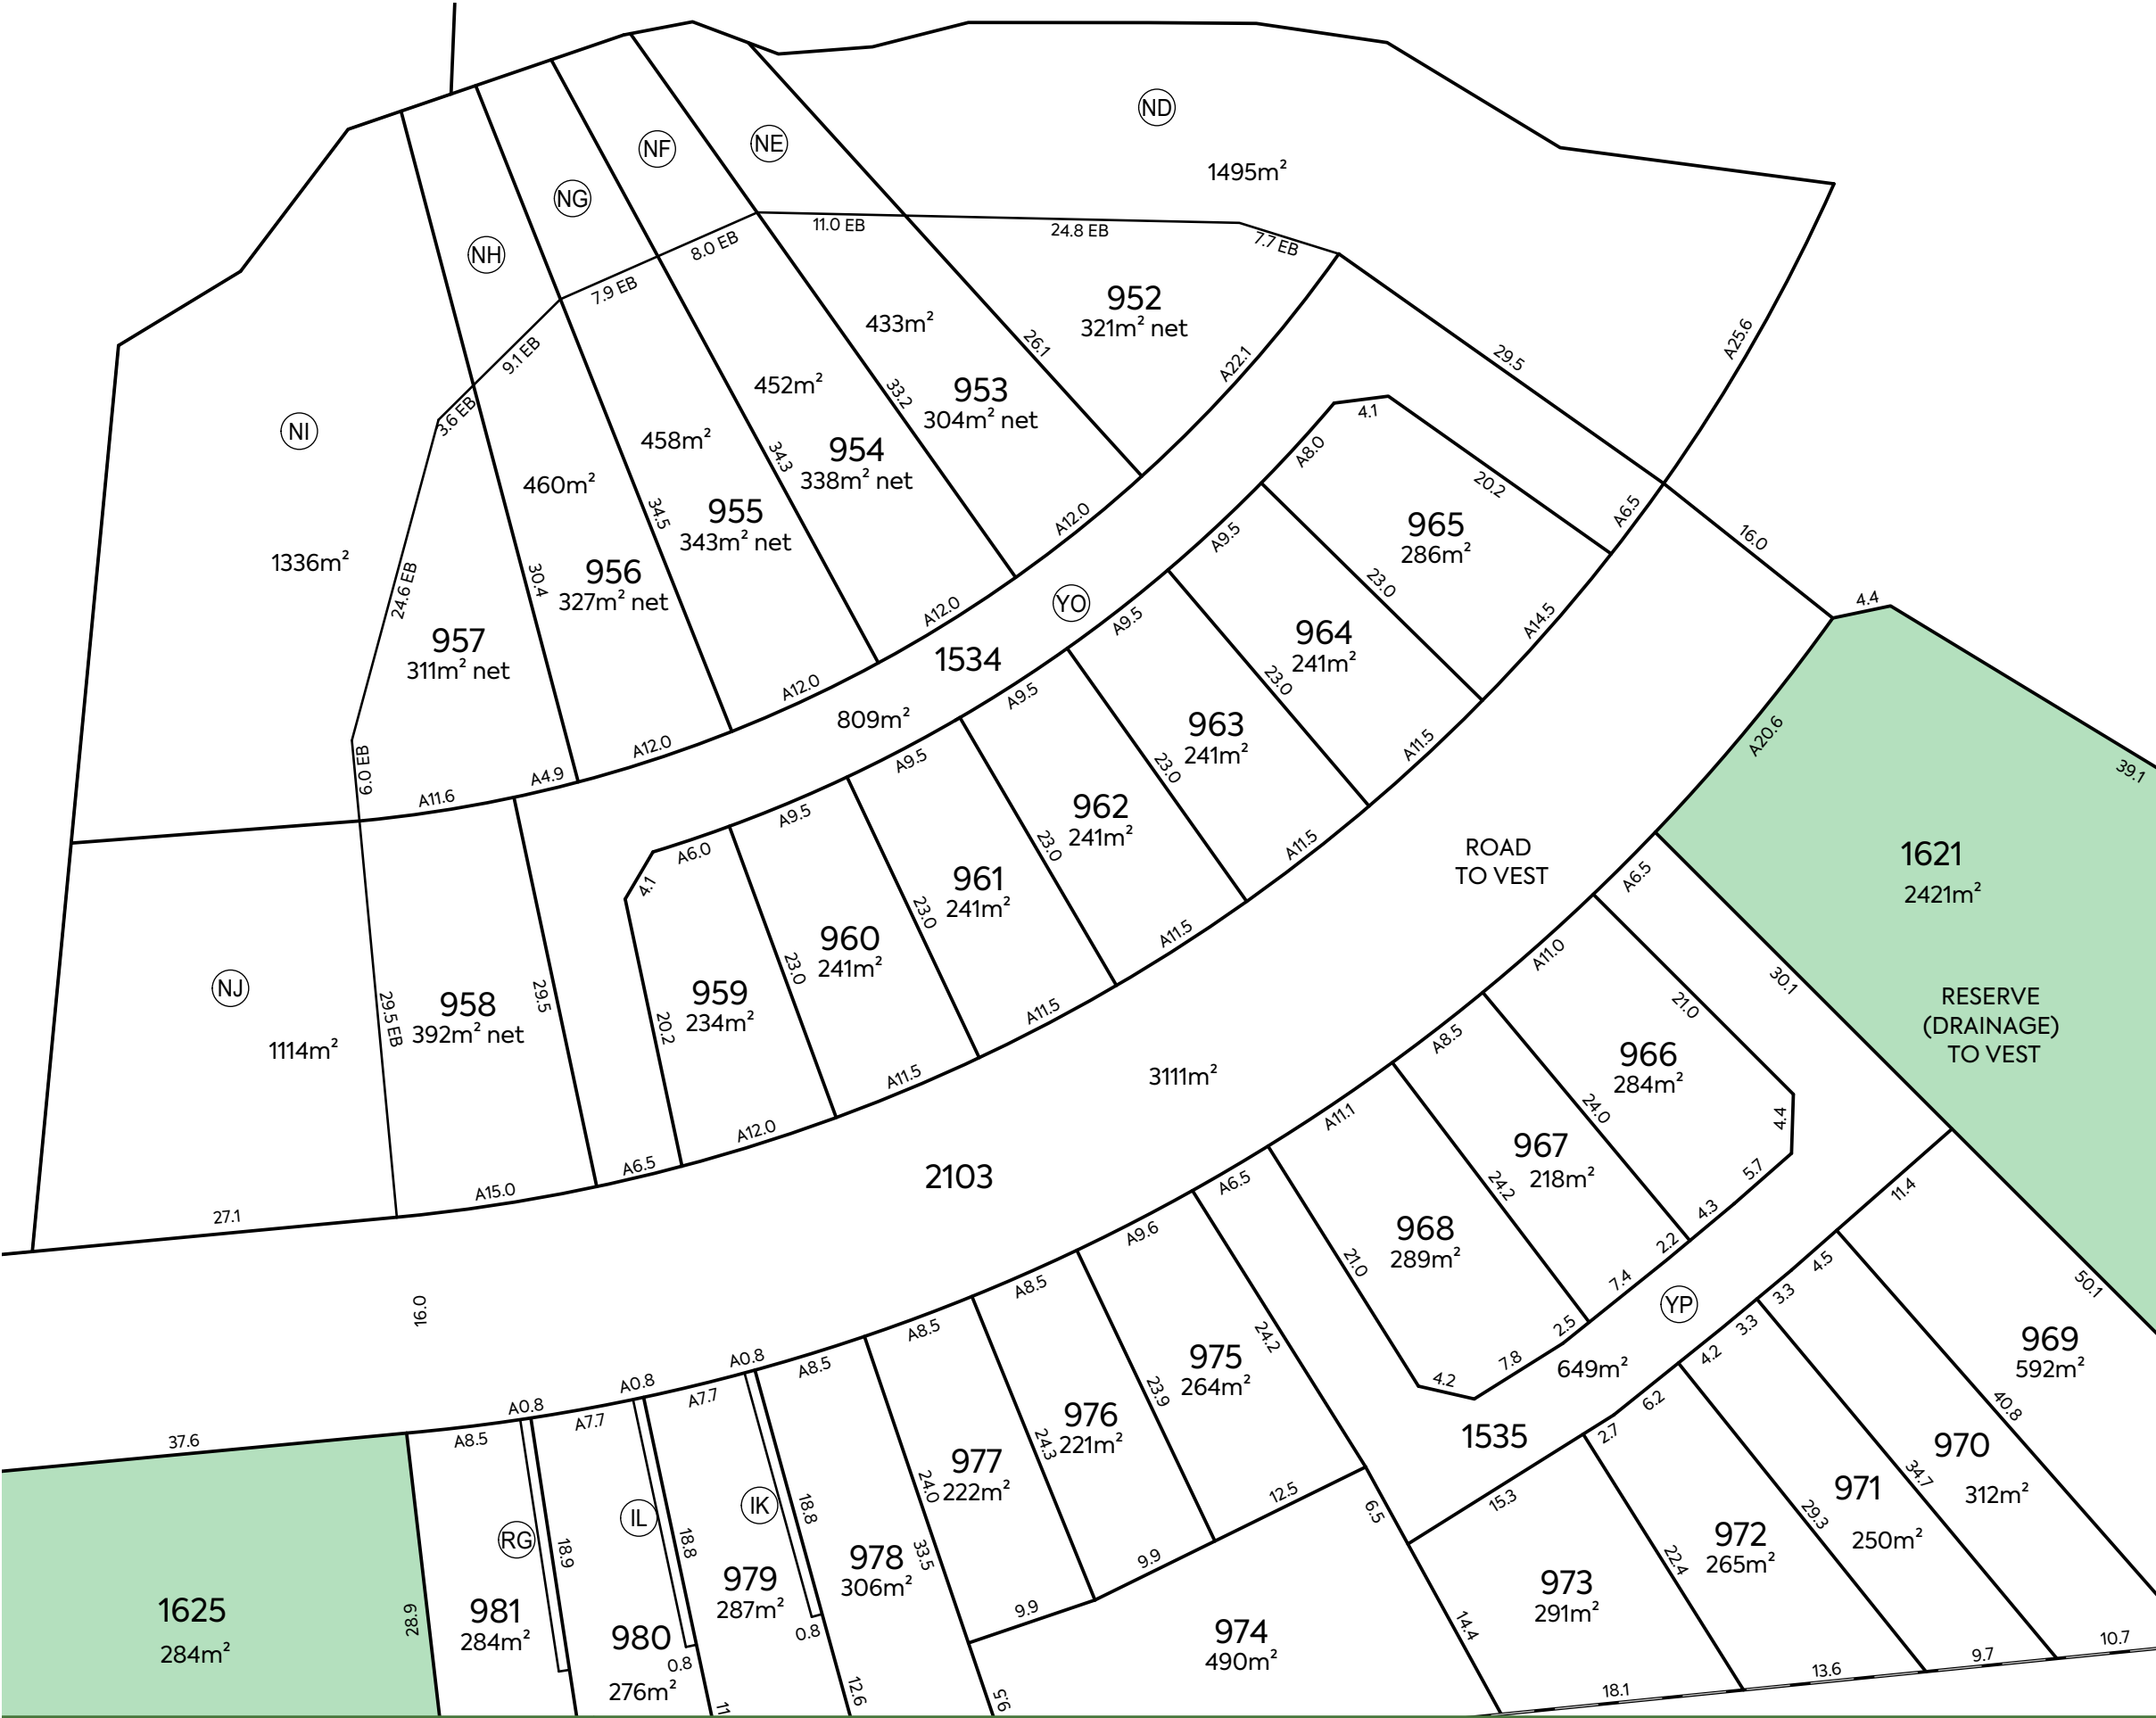 ND
1495m²
NE
NF
NG
NH
NI
1336m²
11.0 EB
24.8 EB
7.7 EB
8.0 EB
7.9 EB
9.1 EB
3.6 EB
24.6 EB
6.0 EB
952
321m² net
26.1
A22.1
29.5
A25.6
433m²
953
304m² net
33.2
452m²
954
338m² net
34.3
458m²
955
343m² net
34.5
460m²
956
327m² net
30.4
957
311m² net
A11.6
A4.9
A12.0
A12.0
A12.0
A12.0
YO
1534
809m²
4.1
A8.0
20.2
A6.5
16.0
4.4
965
286m²
23.0
A14.5
A9.5
964
241m²
23.0
A11.5
A9.5
963
241m²
23.0
A11.5
A9.5
962
241m²
23.0
A11.5
A9.5
961
241m²
23.0
A11.5
A9.5
960
241m²
23.0
A11.5
A6.0
4.1
959
234m²
20.2
A12.0
A6.5
NJ
1114m²
29.5 EB
958
392m² net
29.5
A15.0
27.1
ROAD
TO VEST
3111m²
2103
16.0
A20.6
39.1
1621
2421m²
RESERVE
(DRAINAGE)
TO VEST
30.1
50.1
A6.5
A11.0
21.0
966
284m²
4.4
5.7
4.3
24.0
A8.5
967
218m²
24.2
2.2
7.4
A11.1
968
289m²
21.0
2.5
7.8
4.2
A6.5
YP
649m²
1535
11.4
4.5
3.3
3.3
4.2
6.2
2.7
15.3
969
592m²
40.8
970
312m²
34.7
971
250m²
29.3
972
265m²
22.4
973
291m²
6.5
14.4
18.1
13.6
9.7
10.7
A9.6
24.2
975
264m²
23.9
12.5
A8.5
976
221m²
24.3
9.9
A8.5
977
222m²
24.0
33.5
9.9
974
490m²
9.5
A8.5
978
306m²
18.8
12.6
A0.8
IK
A7.7
979
287m²
0.8
18.8
11
A0.8
IL
A7.7
980
276m²
0.8
18.9
A0.8
RG
A8.5
981
284m²
28.9
37.6
1625
284m²